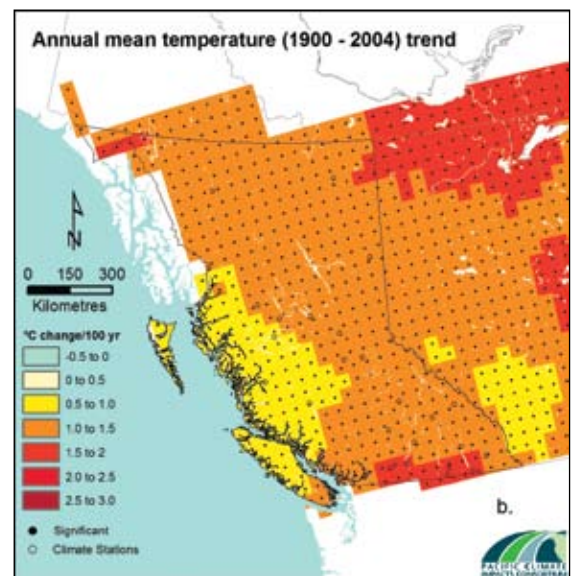 Annual mean temperature (1900 - 2004) trend
N
0 150 300
Kilometres
°C change/100 yr
-0.5 to 0
0 to 0.5
0.5 to 1.0
1.0 to 1.5
1.5 to 2
2.0 to 2.5
2.5 to 3.0
Significant
Climate Stations
b.
PACIFIC CLIMATE
IMPACTS CONSORTIUM